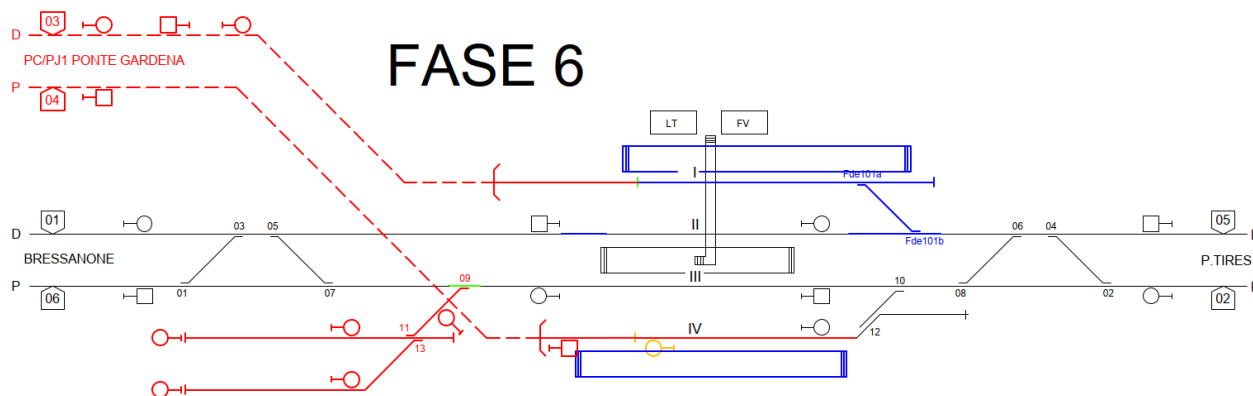 03
D
PC/PJ1 PONTE GARDENA
FASE 6
P
04
LT
FV
I
Fde101a
01
05
D
03
05
II
06
04
Fde101b
BRESSANONE
P.TIRES
III
09
10
P
06
01
07
08
02
02
IV
11
12
13